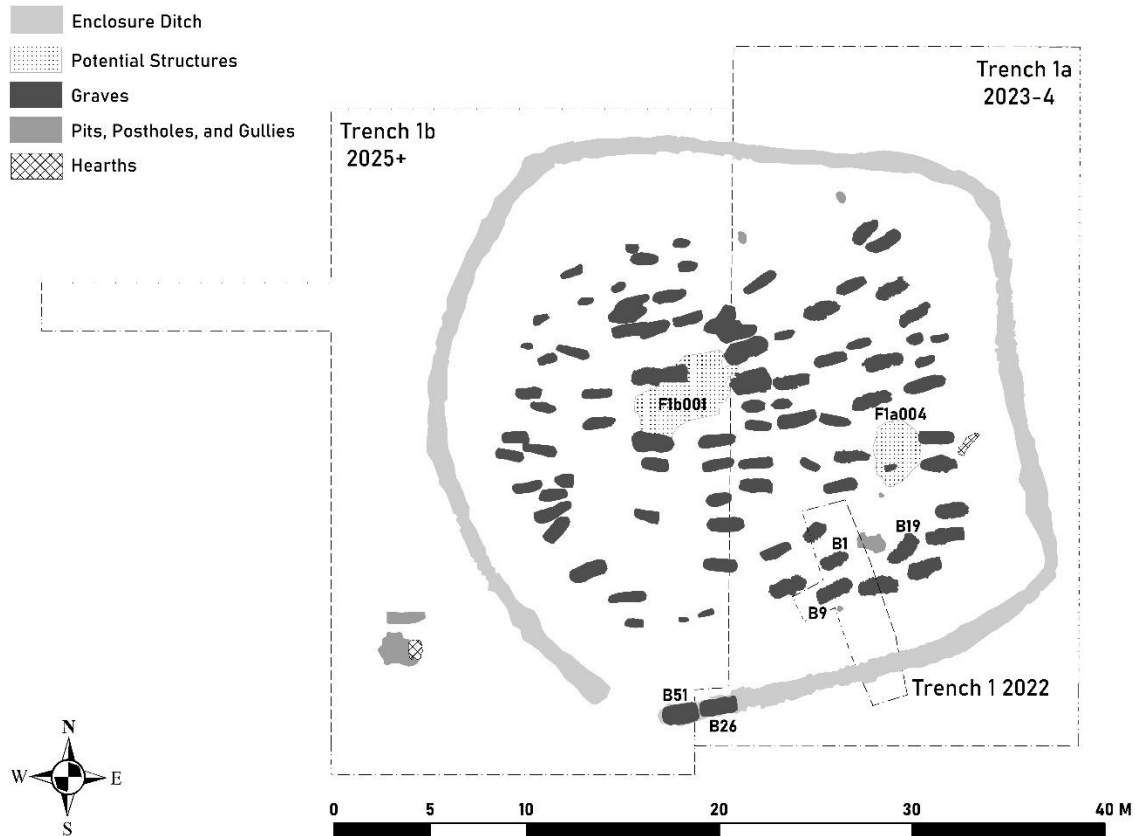 Enclosure Ditch
Potential Structures
Graves
Pits, Postholes, and Gullies
Hearths
Trench 1a
2023-4
Trench 1b
2025+
F1b001
F1a004
B19
B1
B9
B51
B26
Trench 1 2022
N
W
E
S
0 5 10 20 30 40 M